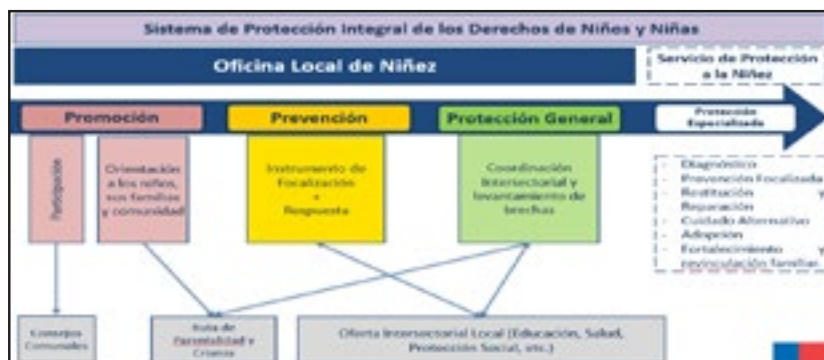 Sistema de Protección Integral de los Derechos de Niños y Niñas
Oficina Local de Niñez
Servicio de Protección
a la Niñez
Promoción
Prevención
Protección General
Protección
Especializada
Participación
Orientación
a los niños,
sus familias
y comunidad
Instrumento de
Focalización
+
Respuesta
Coordinación
Intersectorial y
levantamiento de
brechas
- Diagnóstico
- Prevención Focalizada
- Restitución y
Reparación
- Cuidado Alternativo
- Adopción
- Fortalecimiento y
revinculación familiar
Consejos
Comunales
Ruta de
Parentalidad y
Crianza
Oferta Intersectorial Local (Educación, Salud,
Protección Social, etc.)